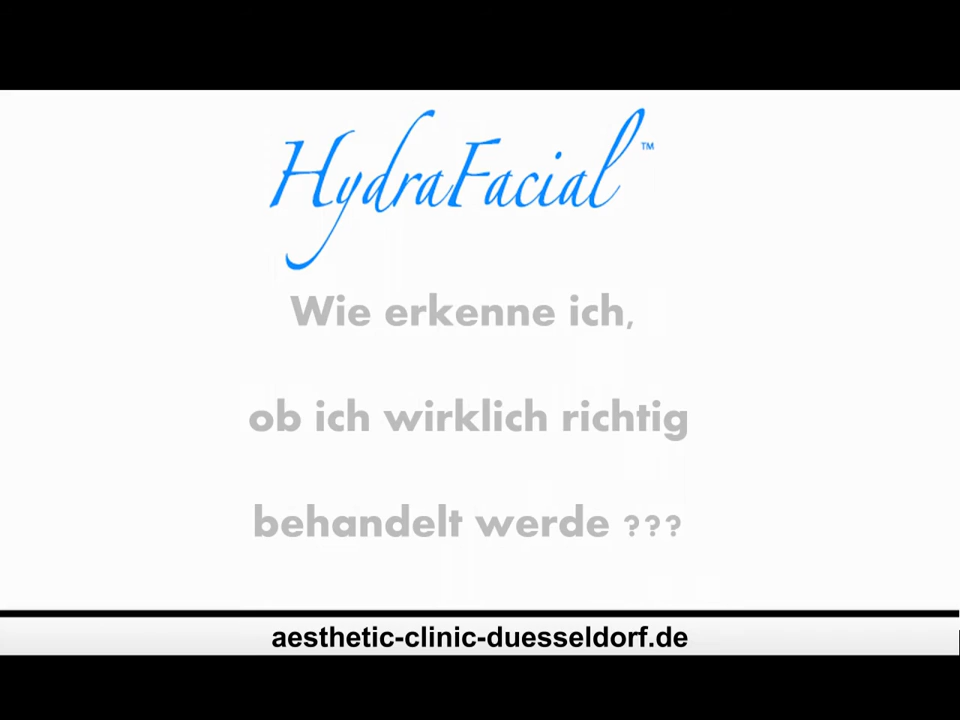 HydraFacial™
Wie erkenne ich,
ob ich wirklich richtig
behandelt werde ???
aesthetic-clinic-duesseldorf.de